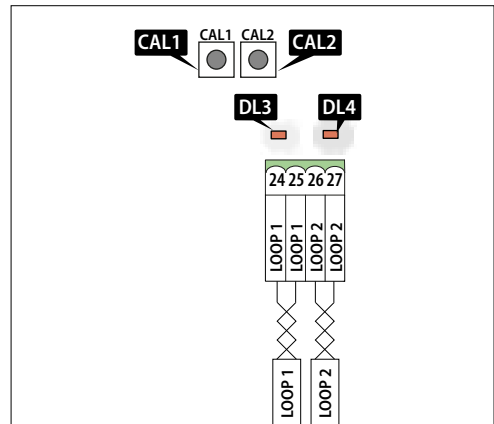 CAL1 CAL1 CAL2 CAL2
DL3 DL4
24 25 26 27
LOOP 1 LOOP 1 LOOP 2 LOOP 2
LOOP 1 LOOP 2